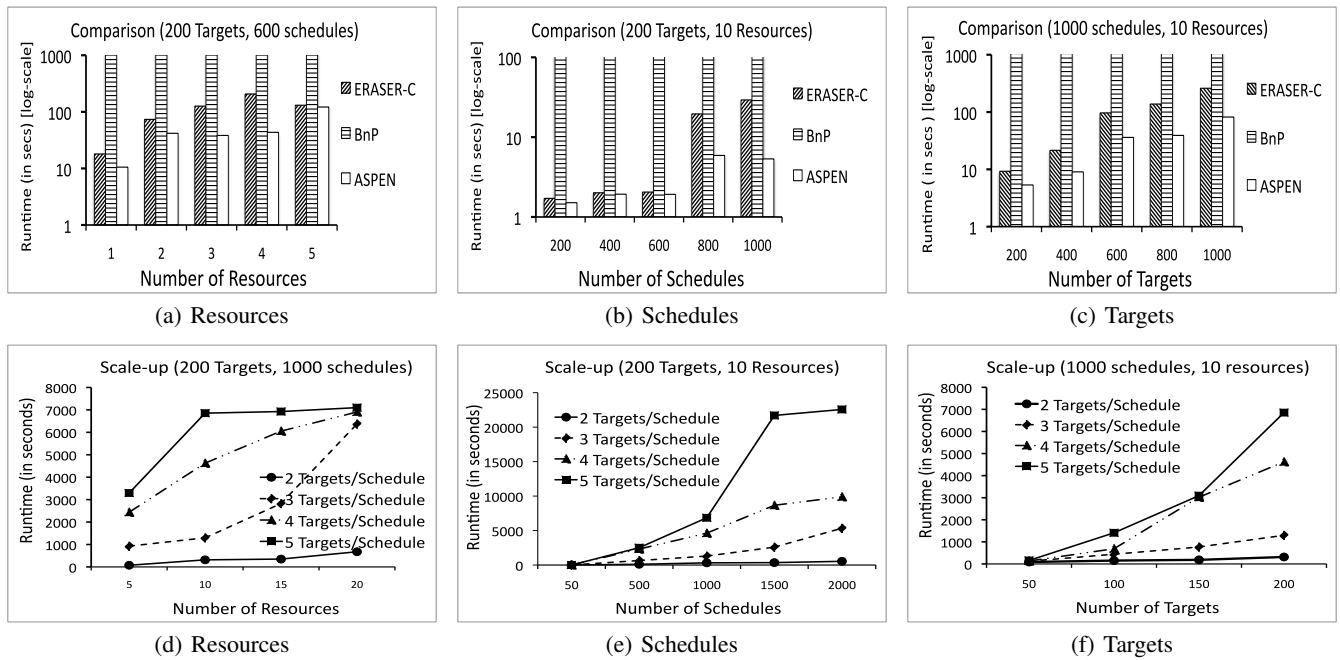 Comparison (200 Targets, 600 schedules)
Runtime (in secs) [log-scale]
1000
100
10
1
1 2 3 4 5
Number of Resources
ERASER-C
BnP
ASPEN
(a) Resources
Comparison (200 Targets, 10 Resources)
Runtime (in secs) [log-scale]
100
10
1
200 400 600 800 1000
Number of Schedules
ERASER-C
BnP
ASPEN
(b) Schedules
Comparison (1000 schedules, 10 Resources)
Runtime ( in secs ) [log-scale]
1000
100
10
1
200 400 600 800 1000
Number of Targets
ERASER-C
BnP
ASPEN
(c) Targets
Scale-up (200 Targets, 1000 schedules)
Runtime (in seconds)
8000
7000
6000
5000
4000
3000
2000
1000
0
5 10 15 20
Number of Resources
2 Targets/Schedule
3 Targets/Schedule
4 Targets/Schedule
5 Targets/Schedule
(d) Resources
Scale-up (200 Targets, 10 Resources)
Runtime (in seconds)
25000
20000
15000
10000
5000
0
50 500 1000 1500 2000
Number of Schedules
2 Targets/Schedule
3 Targets/Schedule
4 Targets/Schedule
5 Targets/Schedule
(e) Schedules
Scale-up (1000 schedules, 10 resources)
Runtime (in seconds)
8000
7000
6000
5000
4000
3000
2000
1000
0
50 100 150 200
Number of Targets
2 Targets/Schedule
3 Targets/Schedule
4 Targets/Schedule
5 Targets/Schedule
(f) Targets